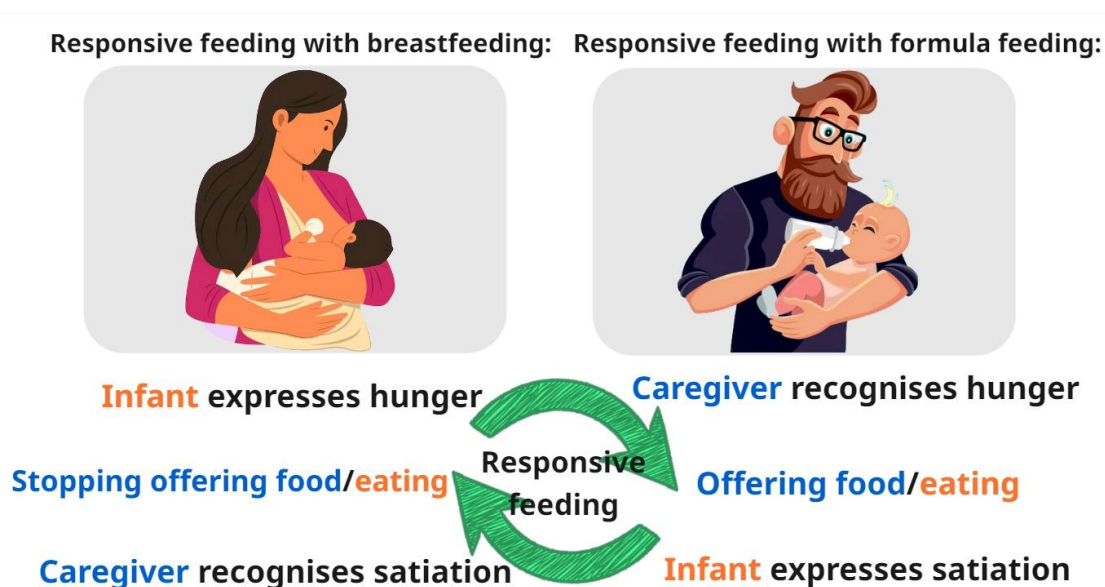 Responsive feeding with breastfeeding:
Responsive feeding with formula feeding:
Infant expresses hunger
Caregiver recognises hunger
Responsive
feeding
Stopping offering food/eating
Offering food/eating
Caregiver recognises satiation
Infant expresses satiation